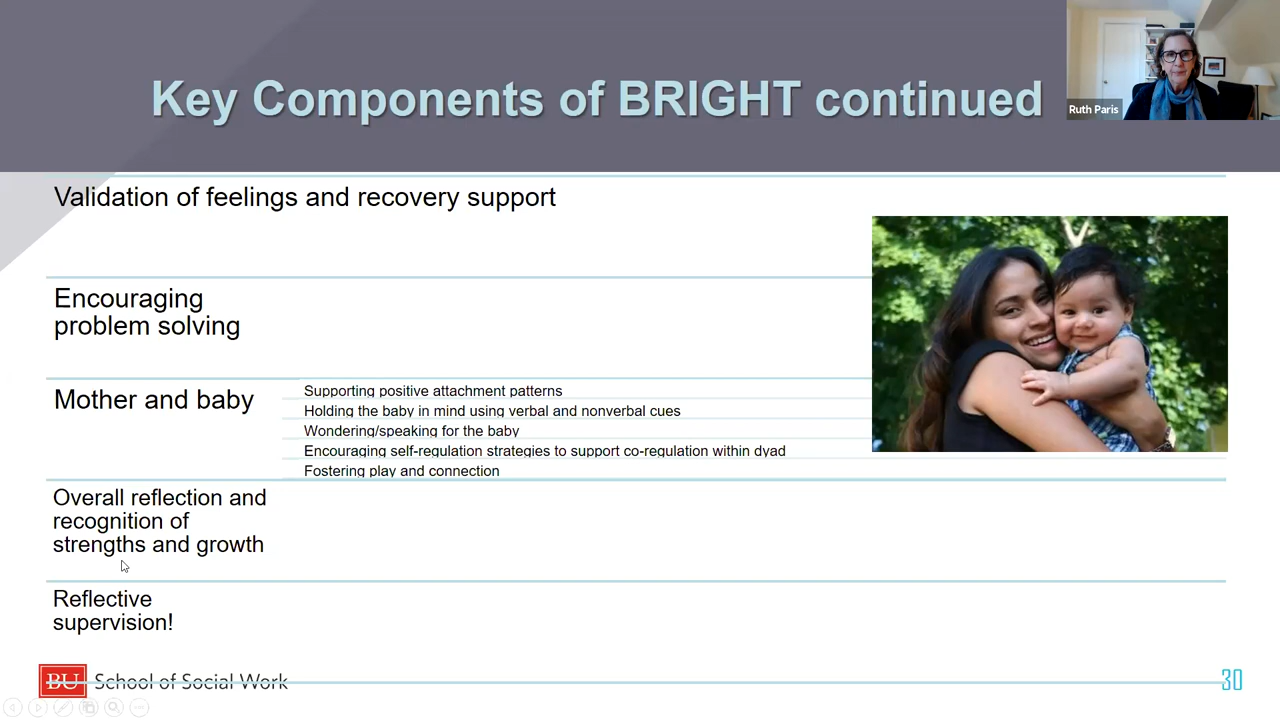 Key Components of BRIGHT continued
Ruth Paris
Validation of feelings and recovery support
Encouraging
problem solving
Mother and baby
Supporting positive attachment patterns
Holding the baby in mind using verbal and nonverbal cues
Wondering/speaking for the baby
Encouraging self-regulation strategies to support co-regulation within dyad
Fostering play and connection
Overall reflection and
recognition of
strengths and growth
Reflective
supervision!
BU School of Social Work
30